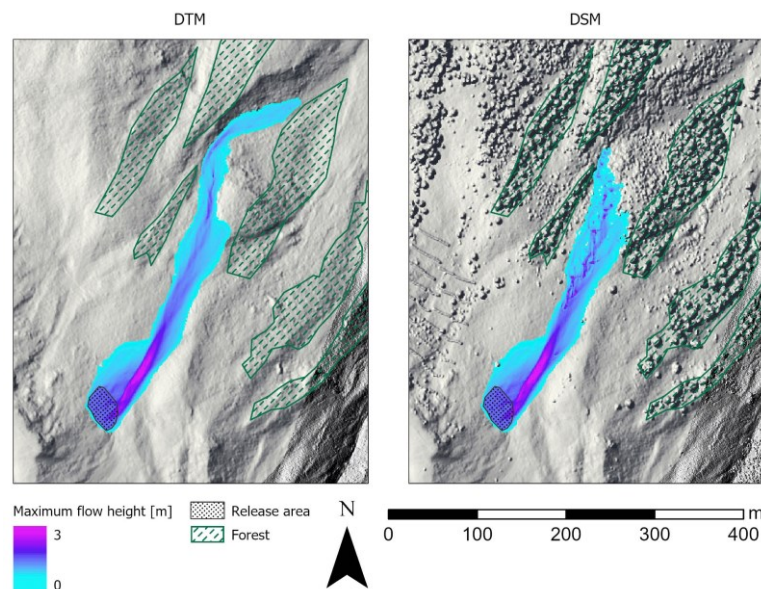 DTM
DSM
Maximum flow height [m]
3
0
Release area
Forest
N
m
0 100 200 300 400